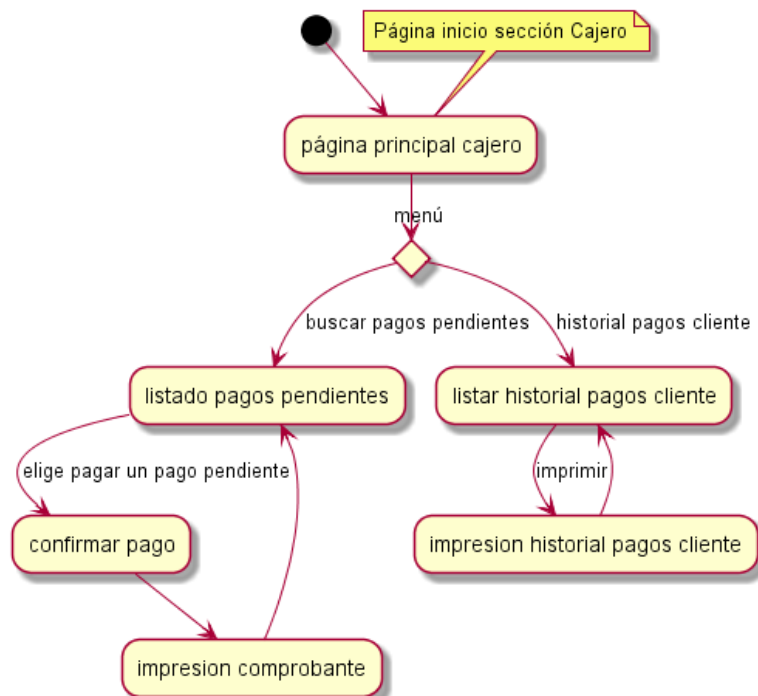 Página inicio sección Cajero
página principal cajero
menú
buscar pagos pendientes
historial pagos cliente
listado pagos pendientes
listar historial pagos cliente
elige pagar un pago pendiente
imprimir
confirmar pago
impresion historial pagos cliente
impresion comprobante